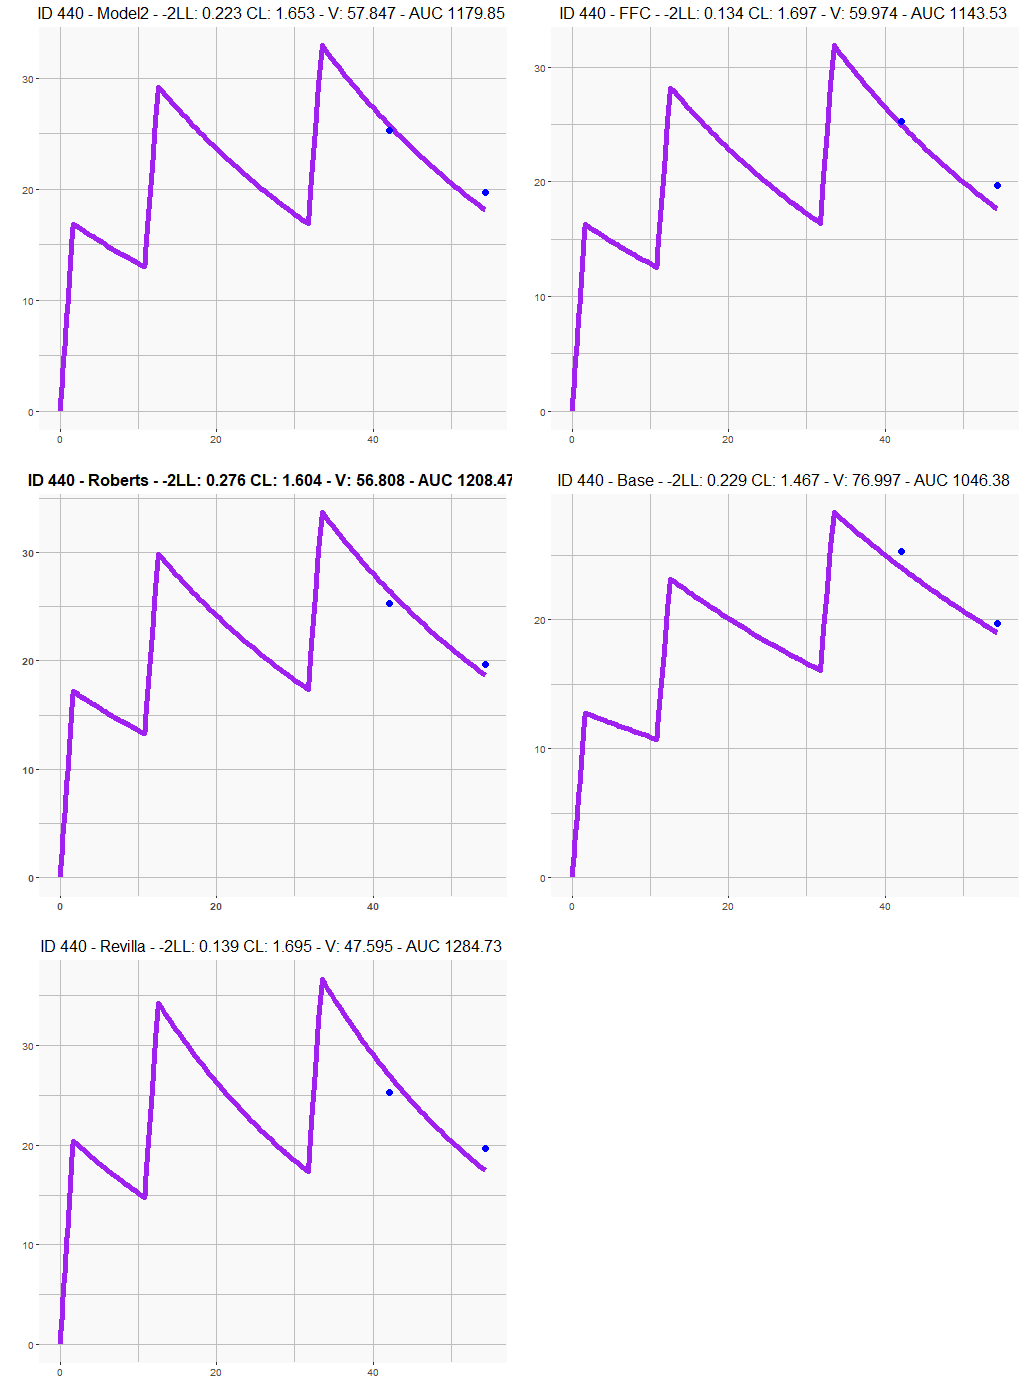 ID 440 - Model2 - -2LL: 0.223 CL: 1.653 - V: 57.847 - AUC 1179.85
30
20
10
0
0 20 40
ID 440 - FFC - -2LL: 0.134 CL: 1.697 - V: 59.974 - AUC 1143.53
30
20
10
0
0 20 40
ID 440 - Roberts - -2LL: 0.276 CL: 1.604 - V: 56.808 - AUC 1208.47
30
20
10
0
0 20 40
ID 440 - Base - -2LL: 0.229 CL: 1.467 - V: 76.997 - AUC 1046.38
20
10
0
0 20 40
ID 440 - Revilla - -2LL: 0.139 CL: 1.695 - V: 47.595 - AUC 1284.73
30
20
10
0
0 20 40